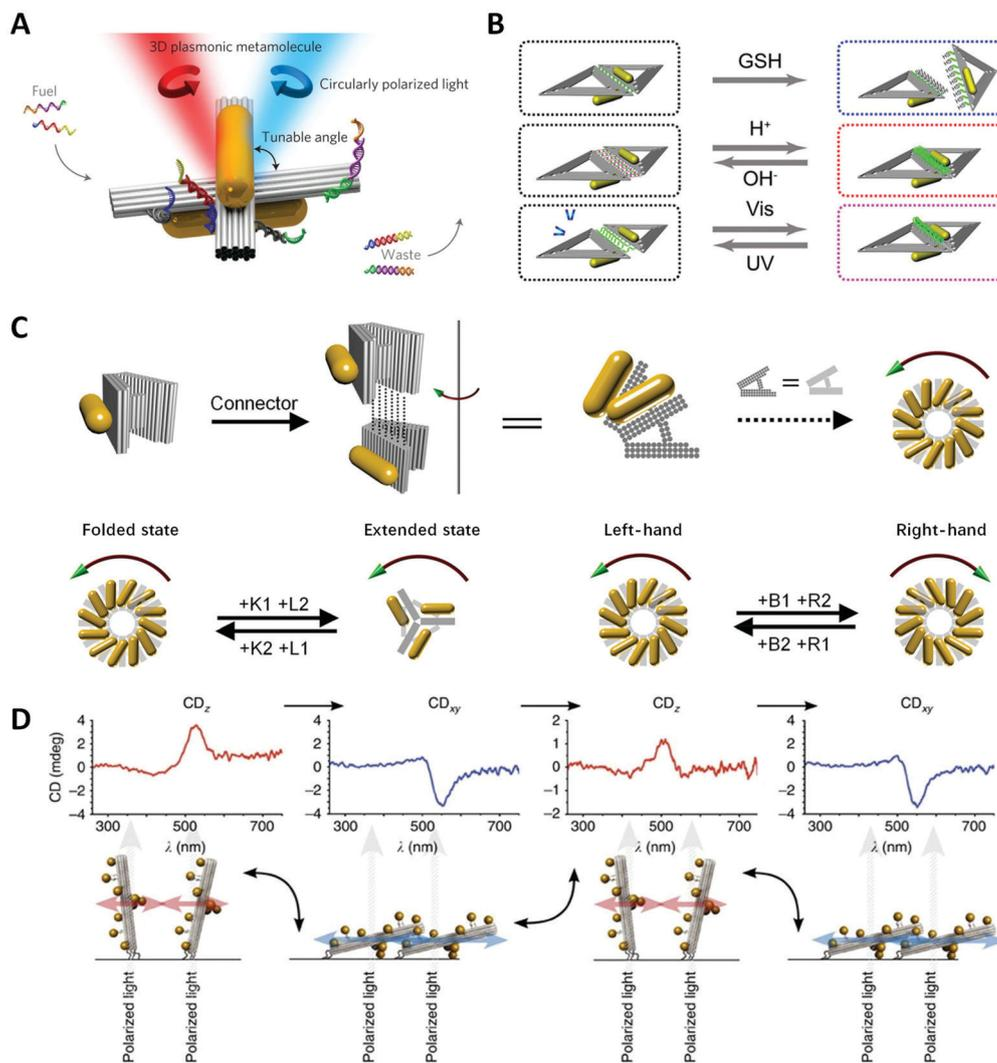 A
3D plasmonic metamolecule
Fuel
Circularly polarized light
Tunable angle
Waste
B
GSH
H⁺
OH⁻
Vis
UV
C
Connector
=
=
Folded state
Extended state
Left-hand
Right-hand
+K1 +L2
+K2 +L1
+B1 +R2
+B2 +R1
D
CDz
CDxy
CDz
CDxy
CD (mdeg)
4
2
0
−2
−4
300 500 700
λ (nm)
4
2
0
−2
−4
300 500 700
λ (nm)
2
1
0
−1
−2
300 500 700
λ (nm)
4
2
0
−2
−4
300 500 700
λ (nm)
Polarized light
Polarized light
Polarized light
Polarized light
Polarized light
Polarized light
Polarized light
Polarized light